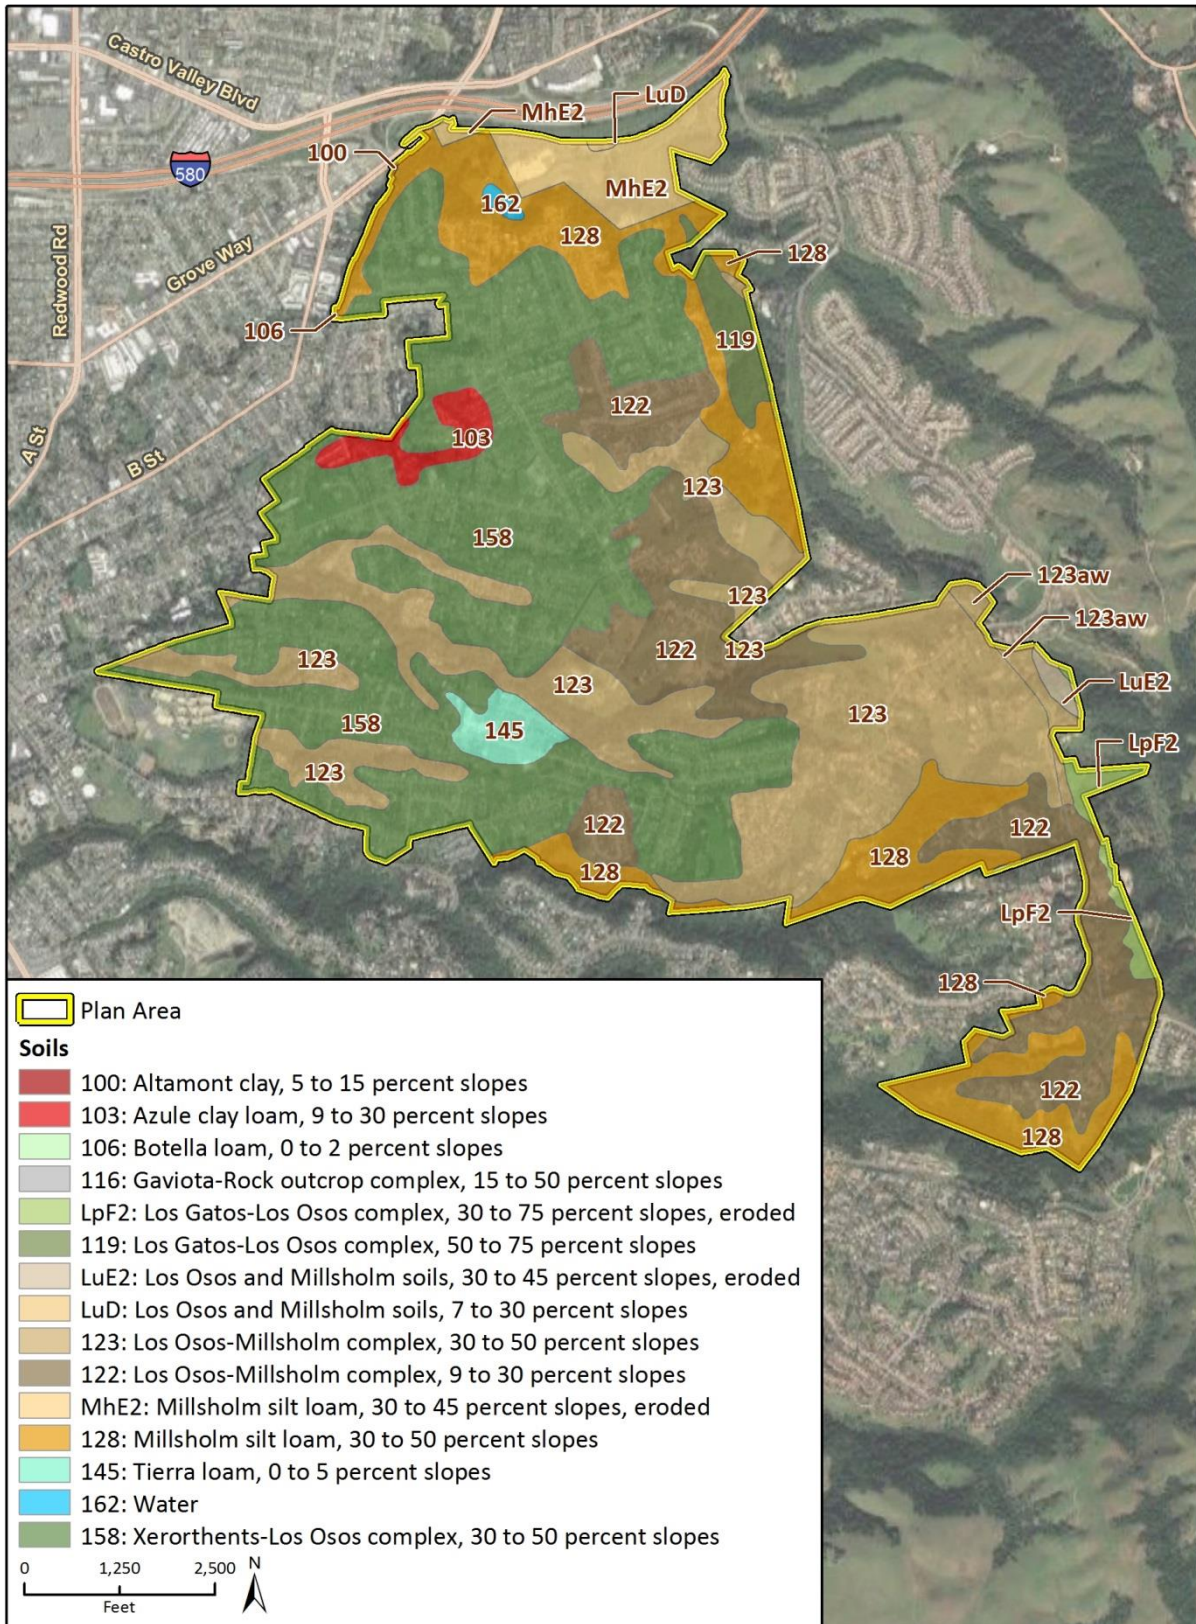 Castro Valley Blvd
MhE2
LuD
100
580
MhE2
162
128
128
Redwood Rd
Grove Way
106
119
122
103
A St
B St
123
158
123aw
123
123aw
122
123
123
123
LuE2
123
158
145
LpF2
123
122
122
128
128
LpF2
128
122
128
Plan Area
Soils
100: Altamont clay, 5 to 15 percent slopes
103: Azule clay loam, 9 to 30 percent slopes
106: Botella loam, 0 to 2 percent slopes
116: Gaviota-Rock outcrop complex, 15 to 50 percent slopes
LpF2: Los Gatos-Los Osos complex, 30 to 75 percent slopes, eroded
119: Los Gatos-Los Osos complex, 50 to 75 percent slopes
LuE2: Los Osos and Millsholm soils, 30 to 45 percent slopes, eroded
LuD: Los Osos and Millsholm soils, 7 to 30 percent slopes
123: Los Osos-Millsholm complex, 30 to 50 percent slopes
122: Los Osos-Millsholm complex, 9 to 30 percent slopes
MhE2: Millsholm silt loam, 30 to 45 percent slopes, eroded
128: Millsholm silt loam, 30 to 50 percent slopes
145: Tierra loam, 0 to 5 percent slopes
162: Water
158: Xerorthents-Los Osos complex, 30 to 50 percent slopes
0 1,250 2,500 N
Feet